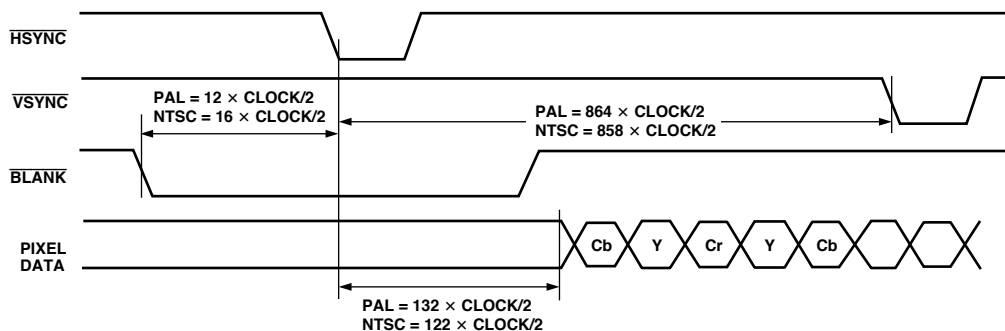 HSYNC
VSYNC
PAL = 12 × CLOCK/2
NTSC = 16 × CLOCK/2
PAL = 864 × CLOCK/2
NTSC = 858 × CLOCK/2
BLANK
PIXEL
DATA
Cb Y Cr Y Cb
PAL = 132 × CLOCK/2
NTSC = 122 × CLOCK/2